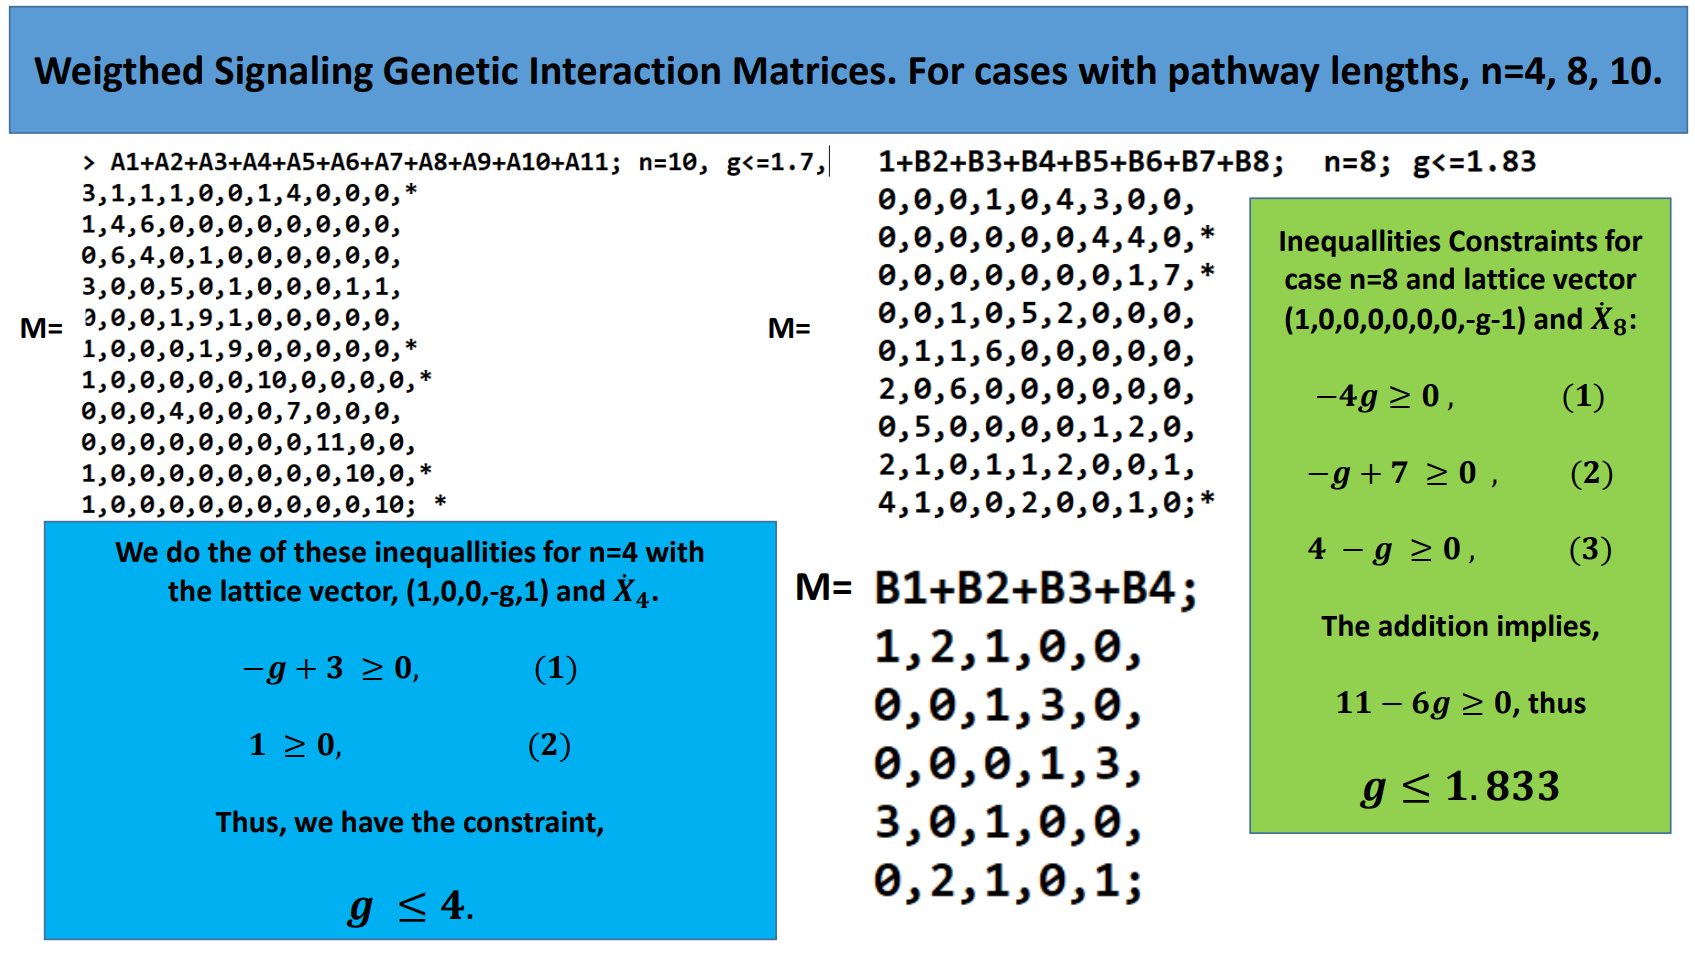 Weigthed Signaling Genetic Interaction Matrices. For cases with pathway lengths, n=4, 8, 10.
> A1+A2+A3+A4+A5+A6+A7+A8+A9+A10+A11; n=10, g<=1.7,
M=
3,1,1,1,0,0,1,4,0,0,0,*
1,4,6,0,0,0,0,0,0,0,0,
0,6,4,0,1,0,0,0,0,0,0,
3,0,0,5,0,1,0,0,0,1,1,
0,0,0,1,9,1,0,0,0,0,0,
1,0,0,0,1,9,0,0,0,0,0,*
1,0,0,0,0,0,10,0,0,0,0,*
0,0,0,4,0,0,0,7,0,0,0,
0,0,0,0,0,0,0,0,11,0,0,
1,0,0,0,0,0,0,0,0,10,0,*
1,0,0,0,0,0,0,0,0,0,10; *
We do the of these inequallities for n=4 with
the lattice vector, (1,0,0,-g,1) and Ẋ₄.
−g + 3 ≥ 0, (1)
1 ≥ 0, (2)
Thus, we have the constraint,
g ≤ 4.
1+B2+B3+B4+B5+B6+B7+B8; n=8; g<=1.83
M=
0,0,0,1,0,4,3,0,0,
0,0,0,0,0,0,4,4,0,*
0,0,0,0,0,0,0,1,7,*
0,0,1,0,5,2,0,0,0,
0,1,1,6,0,0,0,0,0,
2,0,6,0,0,0,0,0,0,
0,5,0,0,0,0,1,2,0,
2,1,0,1,1,2,0,0,1,
4,1,0,0,2,0,0,1,0;*
M= B1+B2+B3+B4;
1,2,1,0,0,
0,0,1,3,0,
0,0,0,1,3,
3,0,1,0,0,
0,2,1,0,1;
Inequallities Constraints for
case n=8 and lattice vector
(1,0,0,0,0,0,0,-g-1) and Ẋ₈:
−4g ≥ 0 , (1)
−g + 7 ≥ 0 , (2)
4 − g ≥ 0 , (3)
The addition implies,
11 − 6g ≥ 0, thus
g ≤ 1.833